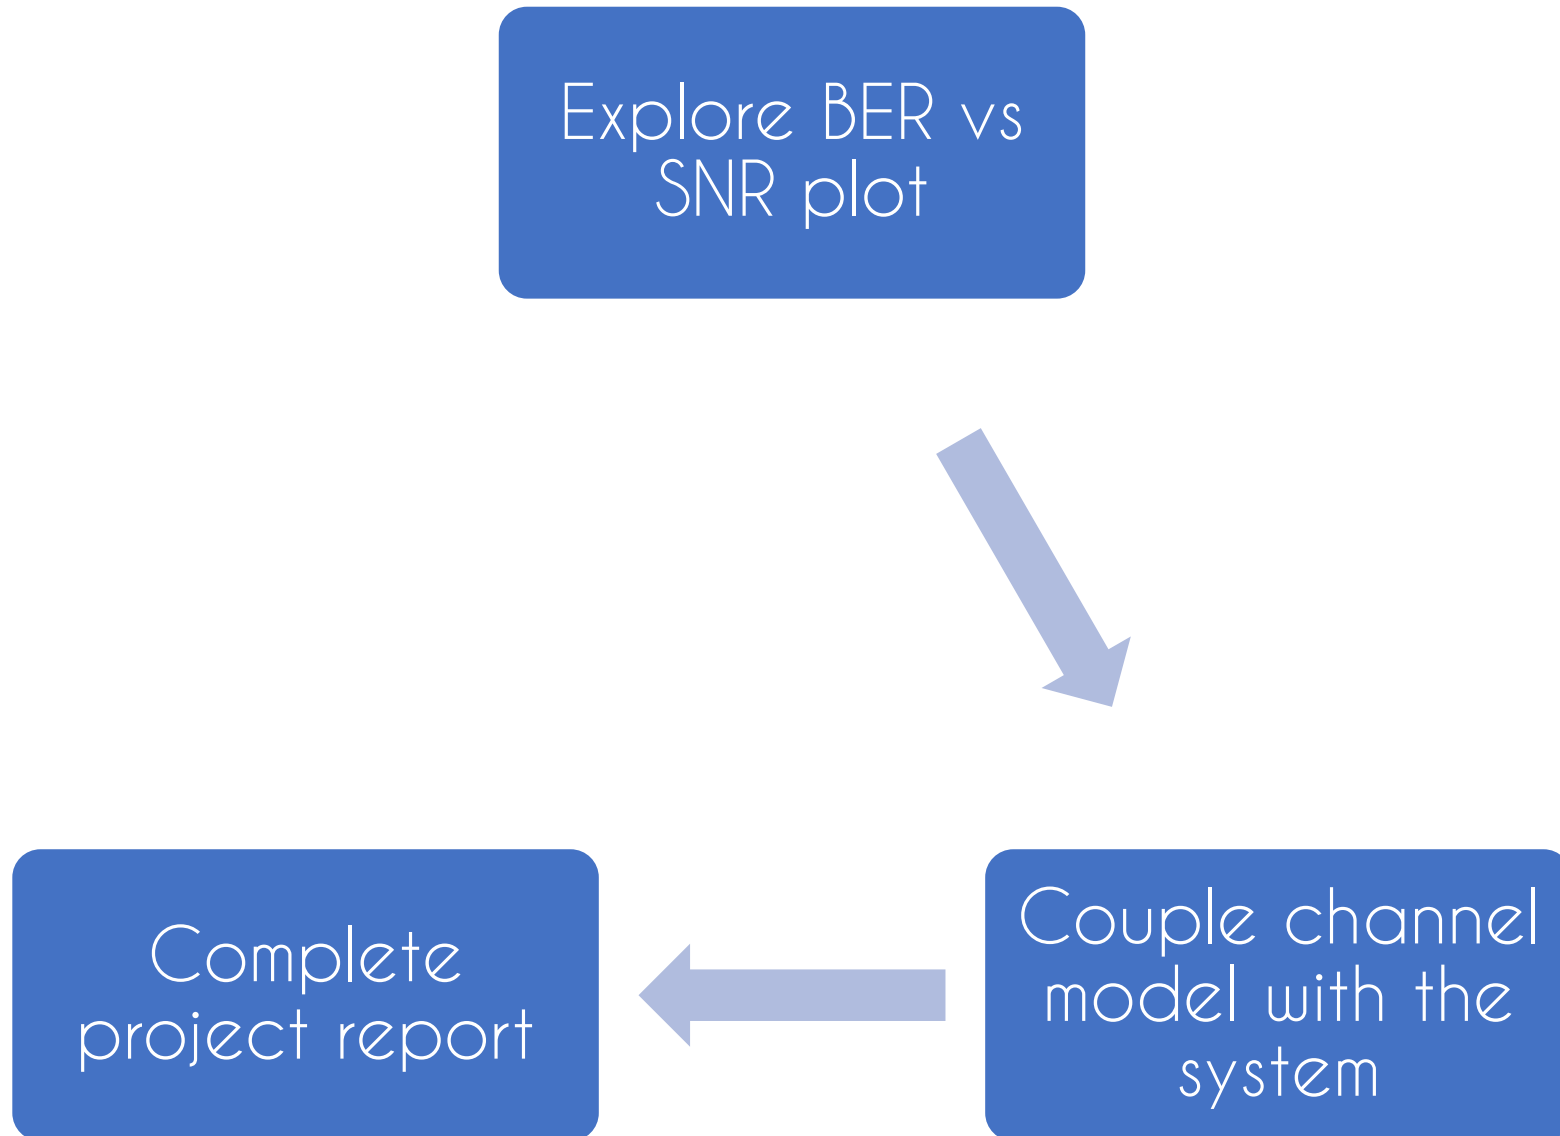 Explore BER vs
SNR plot
Couple channel
model with the
system
Complete
project report